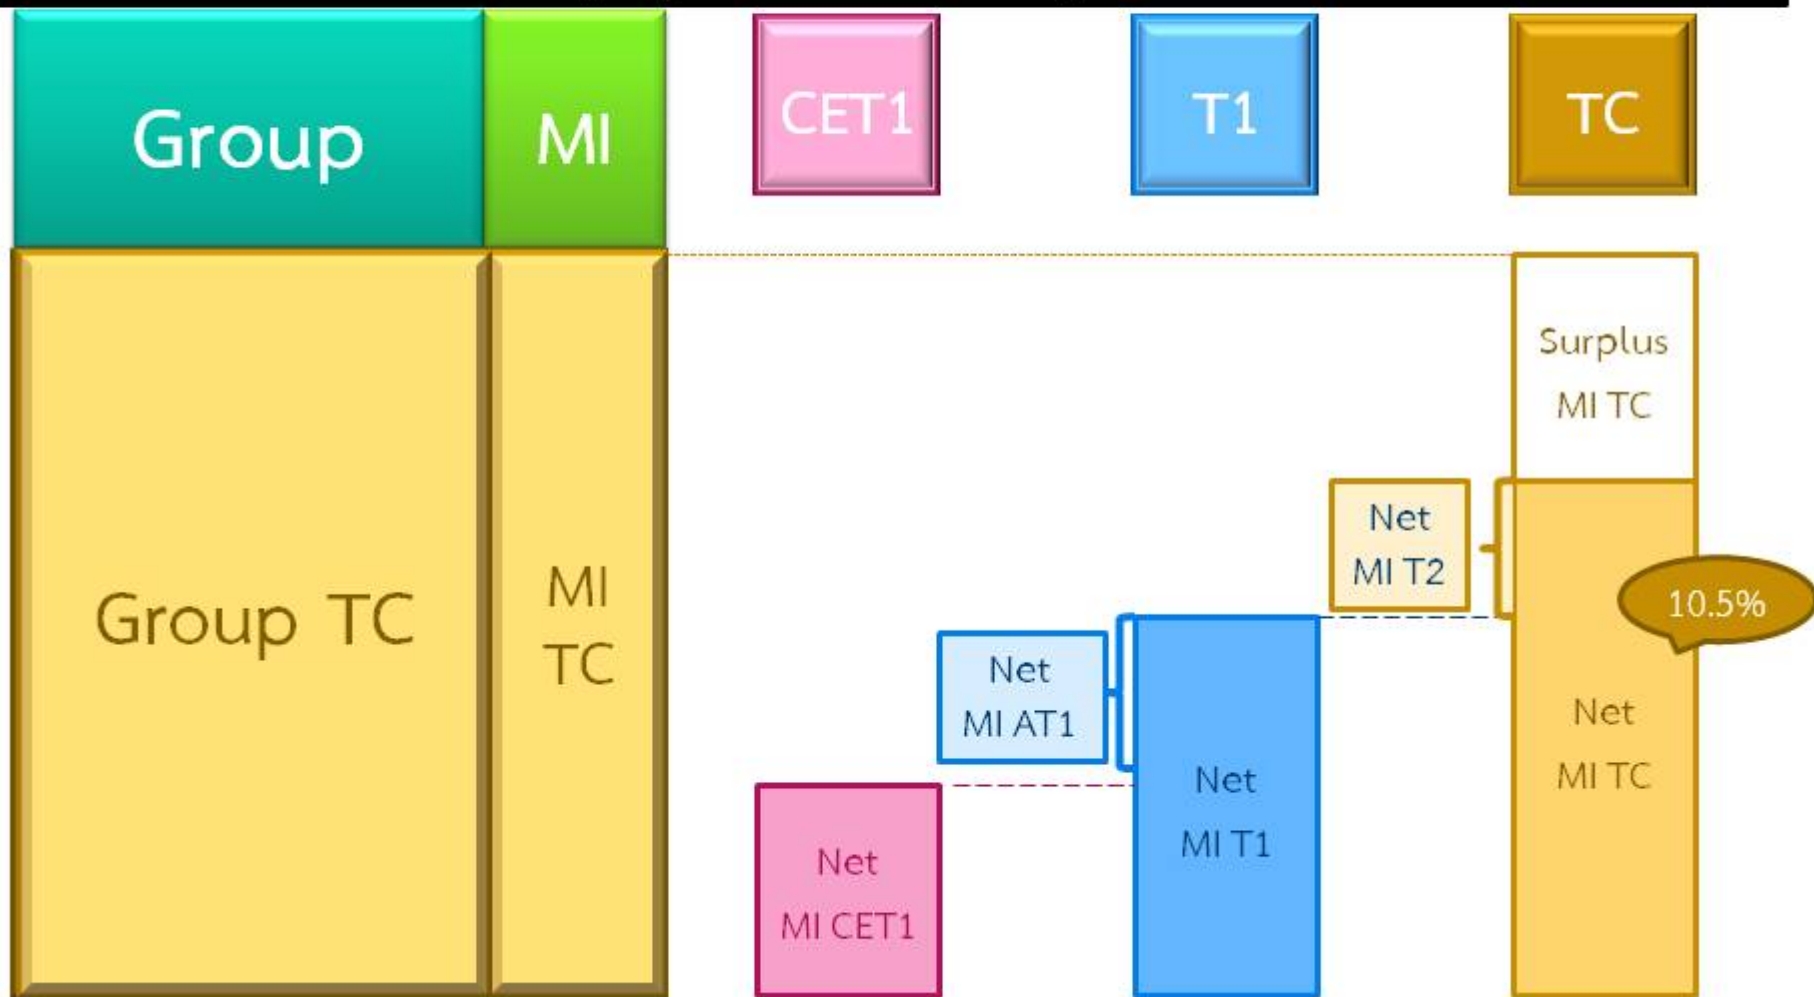 Group
MI
CET1
T1
TC
Group TC
MI
TC
Surplus
MI TC
Net
MI T2
10.5%
Net
MI AT1
Net
MI TC
Net
MI T1
Net
MI CET1